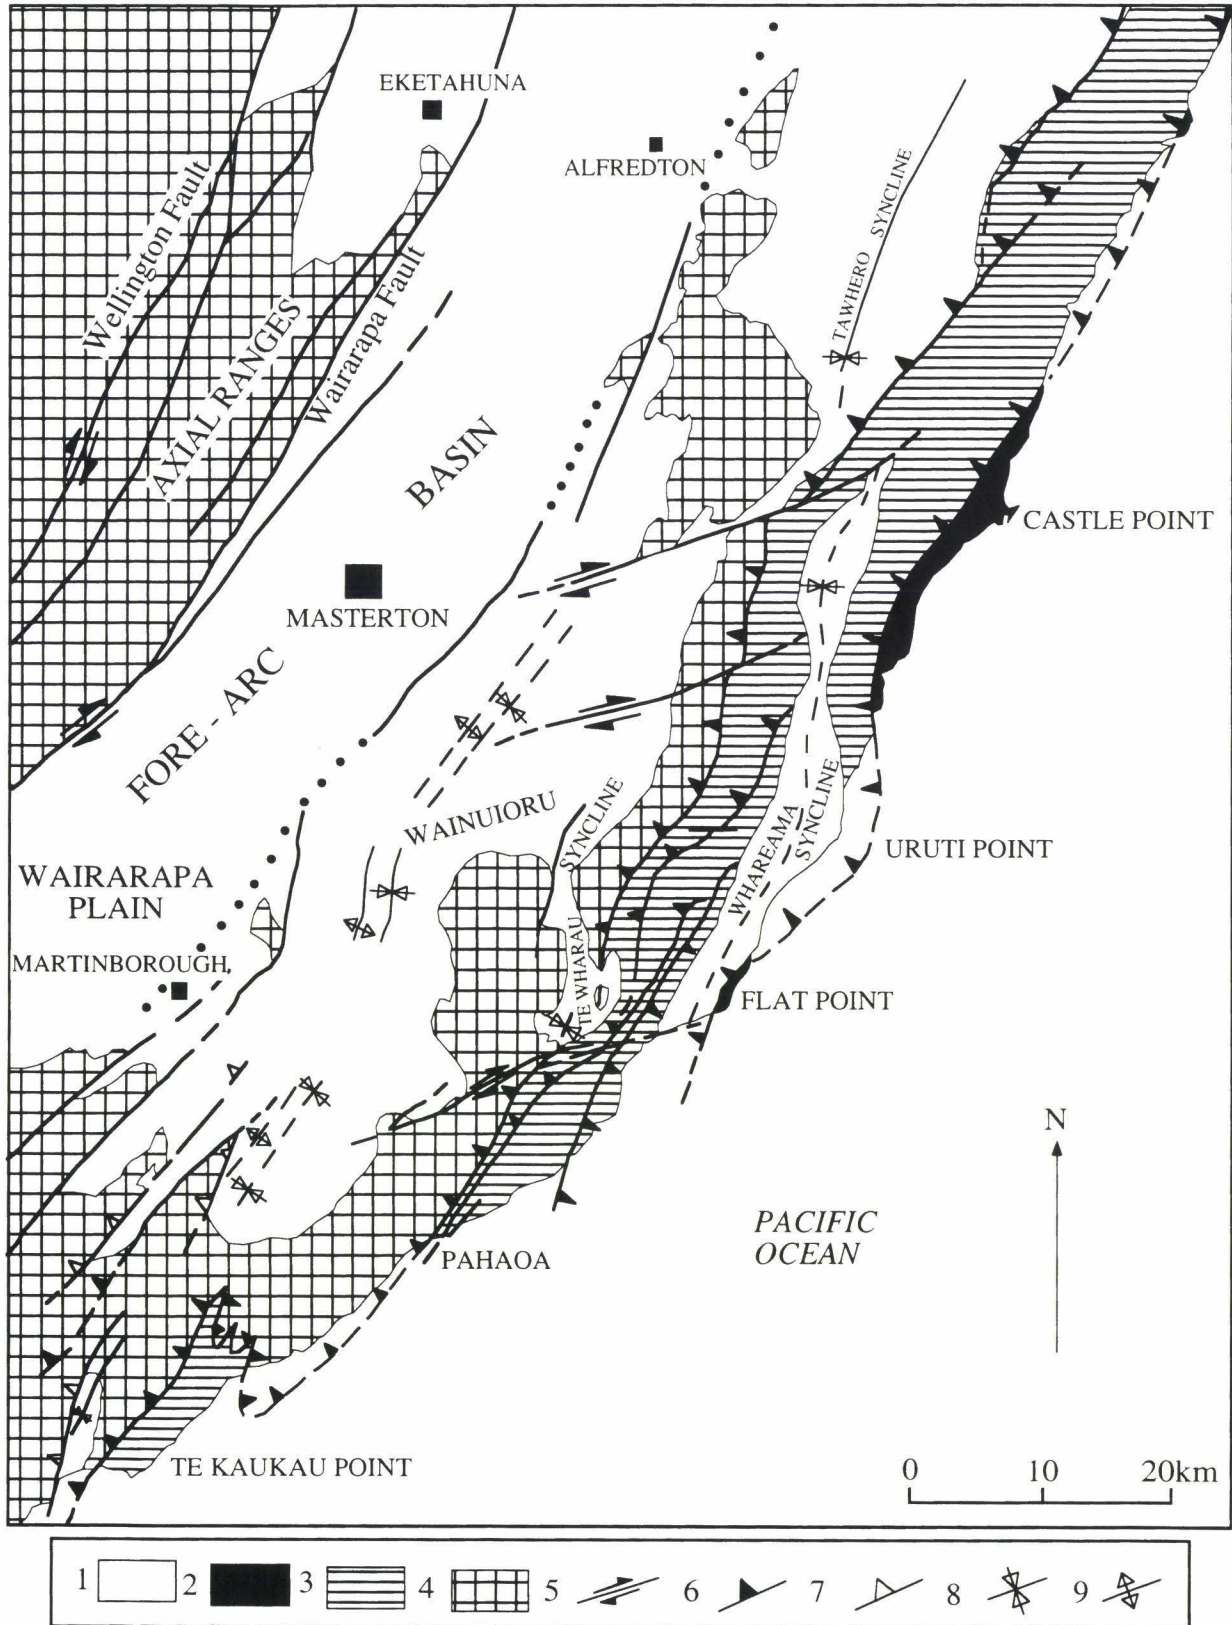 EKETAHUNA
ALFREDTON
Wellington Fault
AXIAL RANGES
Wairarapa Fault
TAWHERO SYNCLINE
BASIN
CASTLE POINT
MASTERTON
FORE - ARC
WAINUIORU
SYNCLINE
WHAREAMA
SYNCLINE
URUTI POINT
WAIRARAPA
PLAIN
MARTINBOROUGH
TE WHARAU
FLAT POINT
N
PACIFIC
OCEAN
PAHAOA
TE KAUKAU POINT
0 10 20km
1 2 3 4 5 6 7 8 9